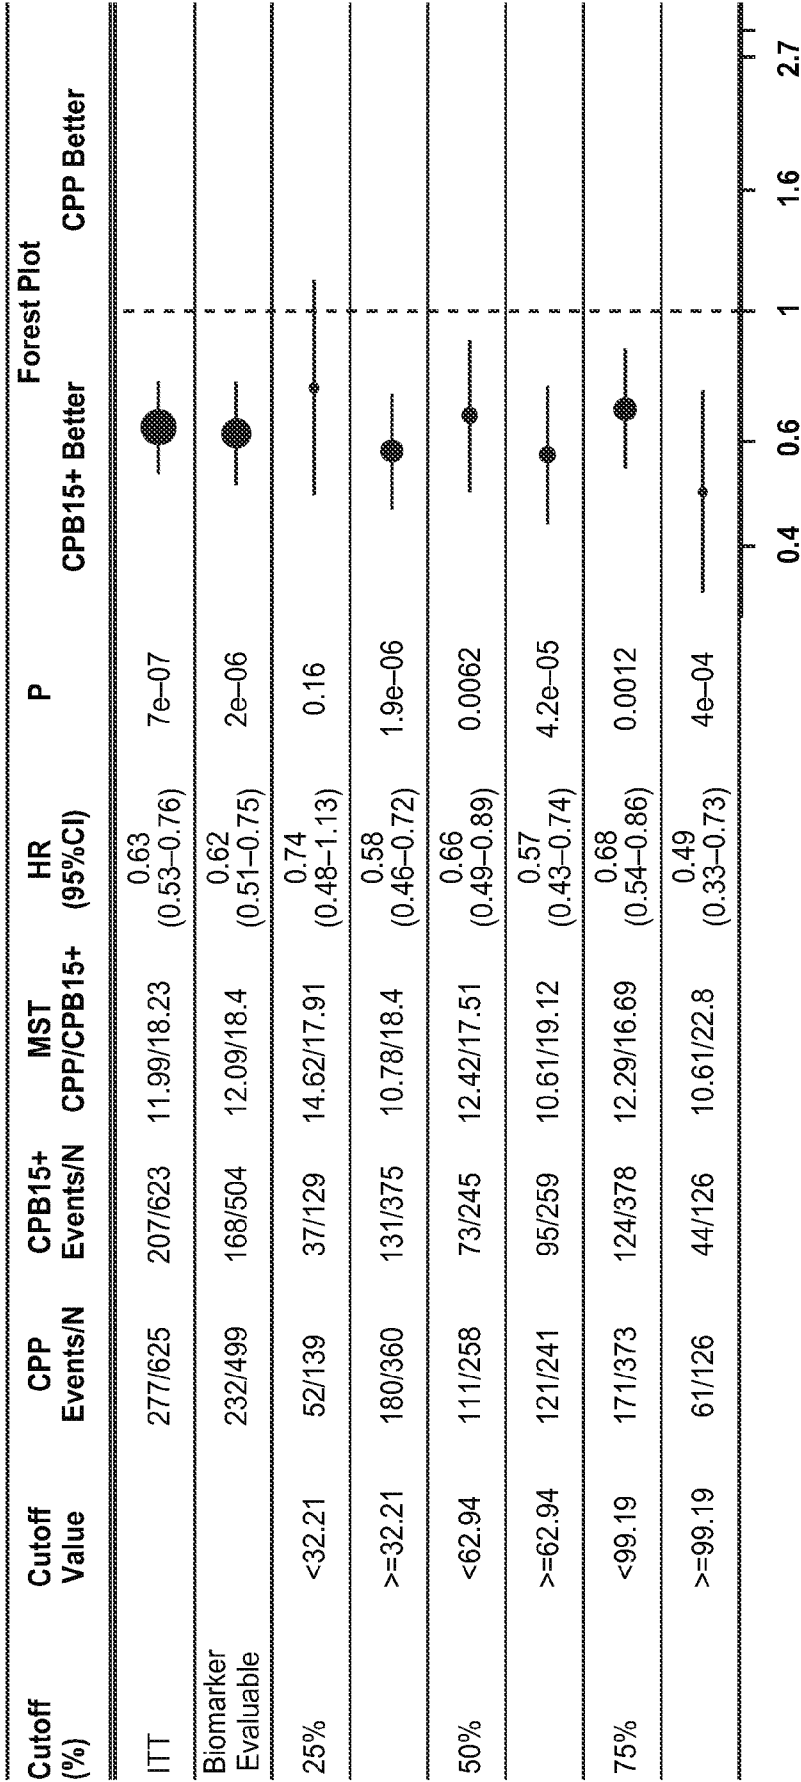 Forest Plot
Cutoff (%) Cutoff Value CPP Events/N CPB15+ Events/N MST CPP/CPB15+ HR (95%CI) P CPB15+ Better CPP Better
ITT 277/625 207/623 11.99/18.23 0.63 (0.53–0.76) 7e–07
Biomarker Evaluable 232/499 168/504 12.09/18.4 0.62 (0.51–0.75) 2e–06
25% <32.21 52/139 37/129 14.62/17.91 0.74 (0.48–1.13) 0.16
>=32.21 180/360 131/375 10.78/18.4 0.58 (0.46–0.72) 1.9e–06
50% <62.94 111/258 73/245 12.42/17.51 0.66 (0.49–0.89) 0.0062
>=62.94 121/241 95/259 10.61/19.12 0.57 (0.43–0.74) 4.2e–05
75% <99.19 171/373 124/378 12.29/16.69 0.68 (0.54–0.86) 0.0012
>=99.19 61/126 44/126 10.61/22.8 0.49 (0.33–0.73) 4e–04
0.4 0.6 1 1.6 2.7